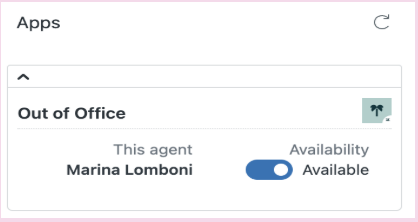 Apps
Out of Office
This agent Availability
Marina Lomboni Available